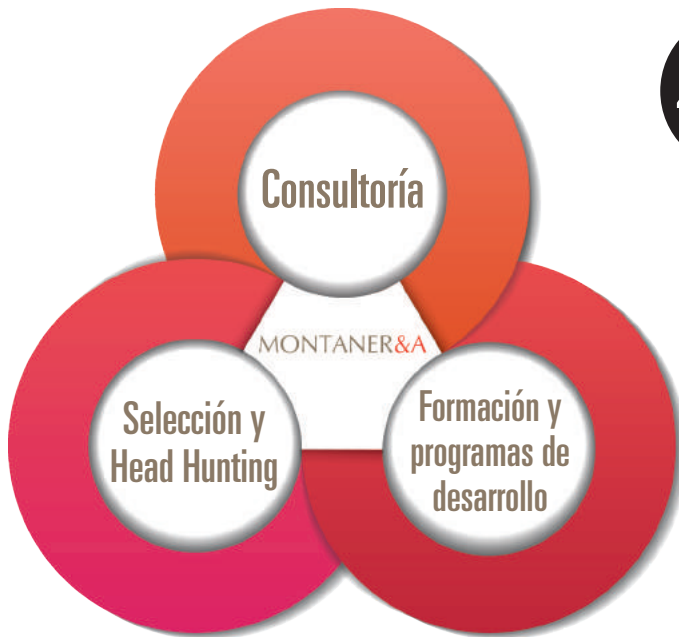 Consultoría
MONTANER&A
Selección y
Head Hunting
Formación y
programas de
desarrollo